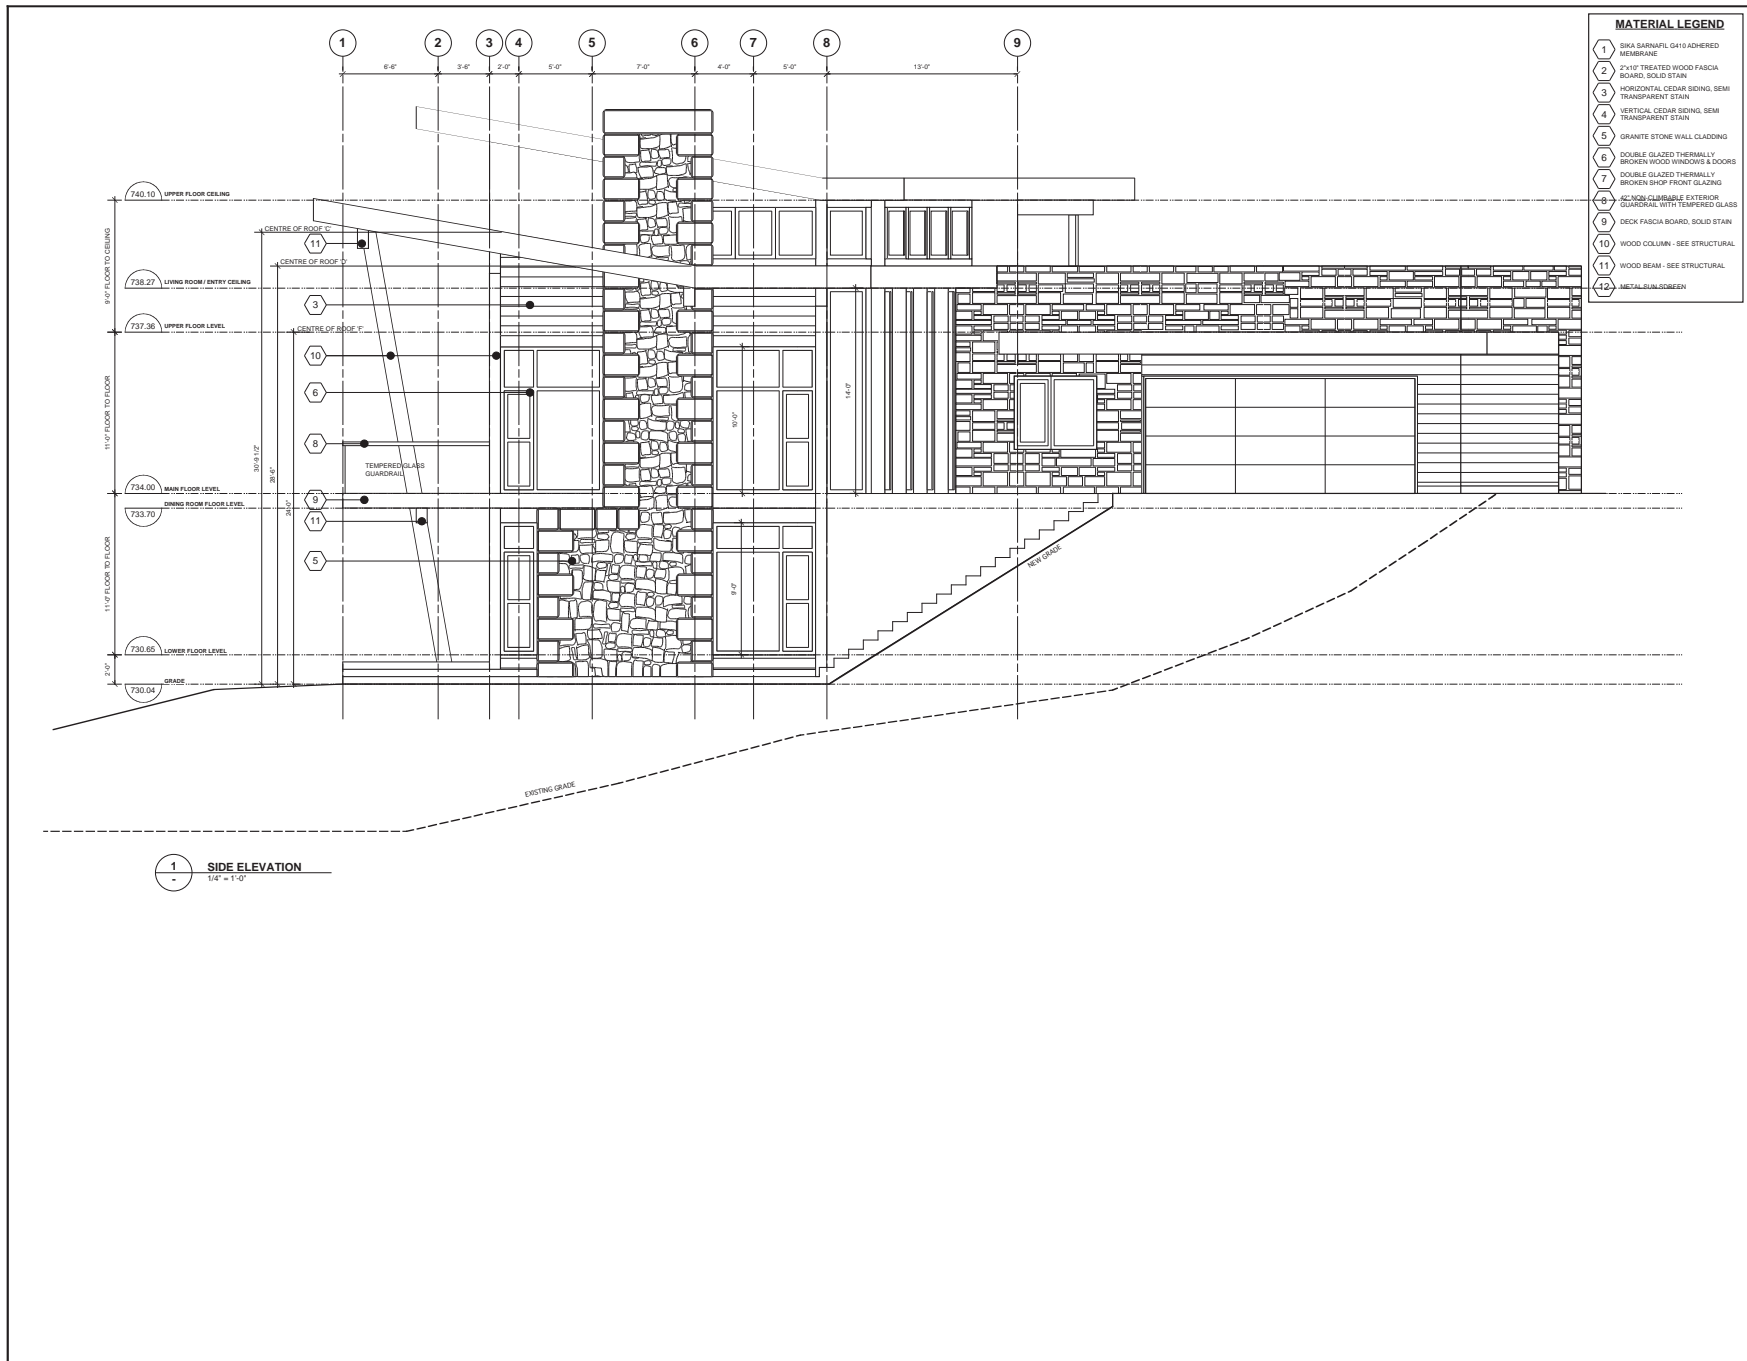 1 2 3 4 5 6 7 8 9
6'-6" 3'-6" 2'-0" 5'-0" 7'-0" 4'-0" 5'-0" 13'-0"
MATERIAL LEGEND
1 SIKA SARNAFIL G410 ADHERED
MEMBRANE
2 2"x10" TREATED WOOD FASCIA
BOARD, SOLID STAIN
3 HORIZONTAL CEDAR SIDING, SEMI
TRANSPARENT STAIN
4 VERTICAL CEDAR SIDING, SEMI
TRANSPARENT STAIN
5 GRANITE STONE WALL CLADDING
6 DOUBLE GLAZED THERMALLY
BROKEN WOOD WINDOWS & DOORS
7 DOUBLE GLAZED THERMALLY
BROKEN SHOP FRONT GLAZING
8 42" NON-CLIMBABLE EXTERIOR
GUARDRAIL WITH TEMPERED GLASS
9 DECK FASCIA BOARD, SOLID STAIN
10 WOOD COLUMN - SEE STRUCTURAL
11 WOOD BEAM - SEE STRUCTURAL
12 METAL SUN SDREEN
740.10 UPPER FLOOR CEILING
CENTRE OF ROOF 'C'
11
9'-0" FLOOR TO CEILING
CENTRE OF ROOF 'D'
738.27 LIVING ROOM / ENTRY CEILING
3
737.36 UPPER FLOOR LEVEL
CENTRE OF ROOF 'F'
10
6
11'-0" FLOOR TO FLOOR
14'-0"
10'-0"
8
30'-9 1/2"
28'-6"
24'-0"
TEMPERED GLASS
GUARDRAIL
734.00 MAIN FLOOR LEVEL
9
DINING ROOM FLOOR LEVEL
733.70
11
5
11'-0" FLOOR TO FLOOR
9'-0"
NEW GRADE
730.65 LOWER FLOOR LEVEL
2'-0"
GRADE
730.04
EXISTING GRADE
1
-
SIDE ELEVATION
1/4" = 1'-0"